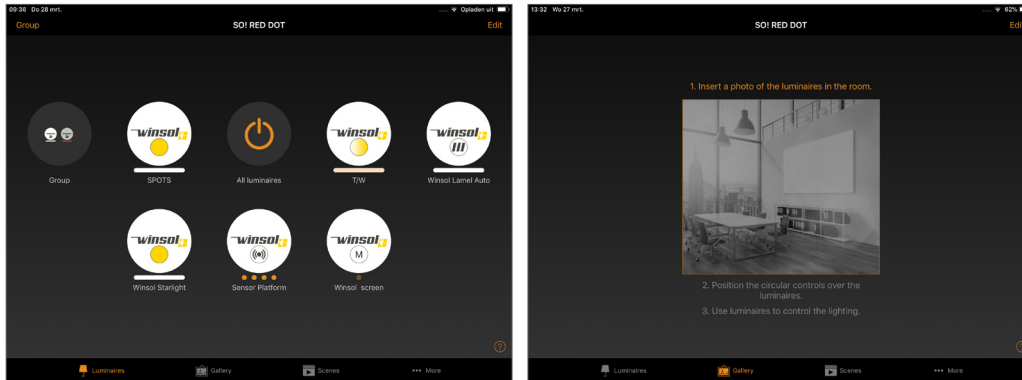 09:36 Do 28 mrt.
Opladen uit
Group
SO! RED DOT
Edit
winsol
winsol
winsol
Group
SPOTS
All luminaires
T/W
Winsol Lamel Auto
winsol
winsol
winsol
M
Winsol Starlight
Sensor Platform
Winsol screen
?
Luminaires
Gallery
Scenes
More
13:32 Wo 27 mrt.
62%
SO! RED DOT
Edit
1. Insert a photo of the luminaires in the room.
2. Position the circular controls over the
luminaires.
3. Use luminaires to control the lighting.
?
Luminaires
Gallery
Scenes
More